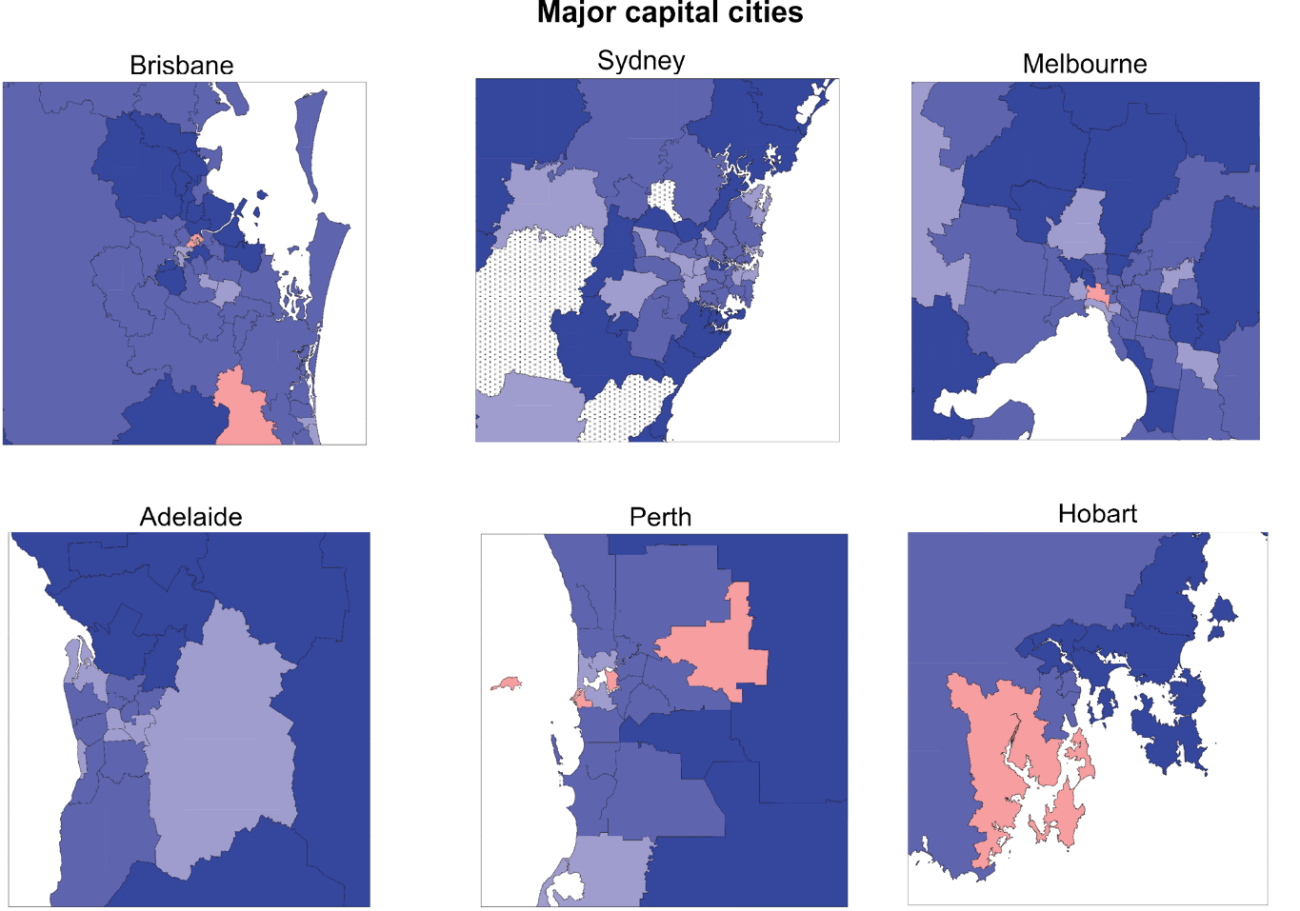 Major capital cities
Brisbane
Sydney
Melbourne
Adelaide
Perth
Hobart